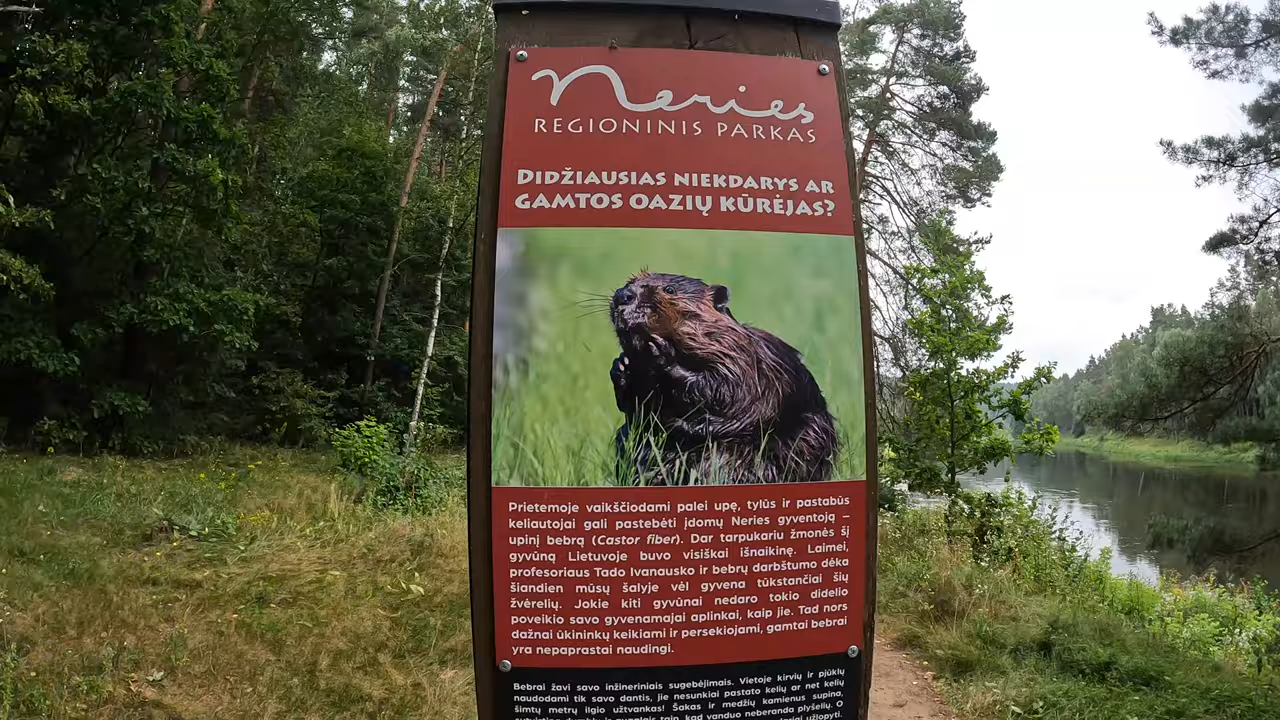 Neries
REGIONINIS PARKAS
DIDŽIAUSIAS NIEKDARYS AR
GAMTOS OAZIŲ KŪRĖJAS?
Prietemoje vaikščiodami palei upę, tylūs ir pastabūs
keliautojai gali pastebėti įdomų Neries gyventoją –
upinį bebrą (Castor fiber). Dar tarpukariu žmonės šį
gyvūną Lietuvoje buvo visiškai išnaikinę. Laimei,
profesoriaus Tado Ivanausko ir bebrų darbštumo dėka
šiandien mūsų šalyje vėl gyvena tūkstančiai šių
žvėrelių. Jokie kiti gyvūnai nedaro tokio didelio
poveikio savo gyvenamajai aplinkai, kaip jie. Tad nors
dažnai ūkininkų keikiami ir persekiojami, gamtai bebrai
yra nepaprastai naudingi.
Bebrai žavi savo inžineriniais sugebėjimais. Vietoje kirvių ir pjūklų
naudodami tik savo dantis, jie nesunkiai pastato kelių ar net kelių
šimtų metrų ilgio užtvankas! Šakas ir medžių kamienus supina,
kad vanduo neberanda plyšelių. O